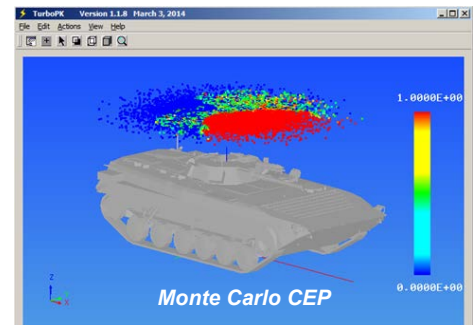 TurboPK Version 1.1.8 March 3, 2014
File Edit Actions View Help
1.0000E+00
0.0000E+00
Z
X
Monte Carlo CEP